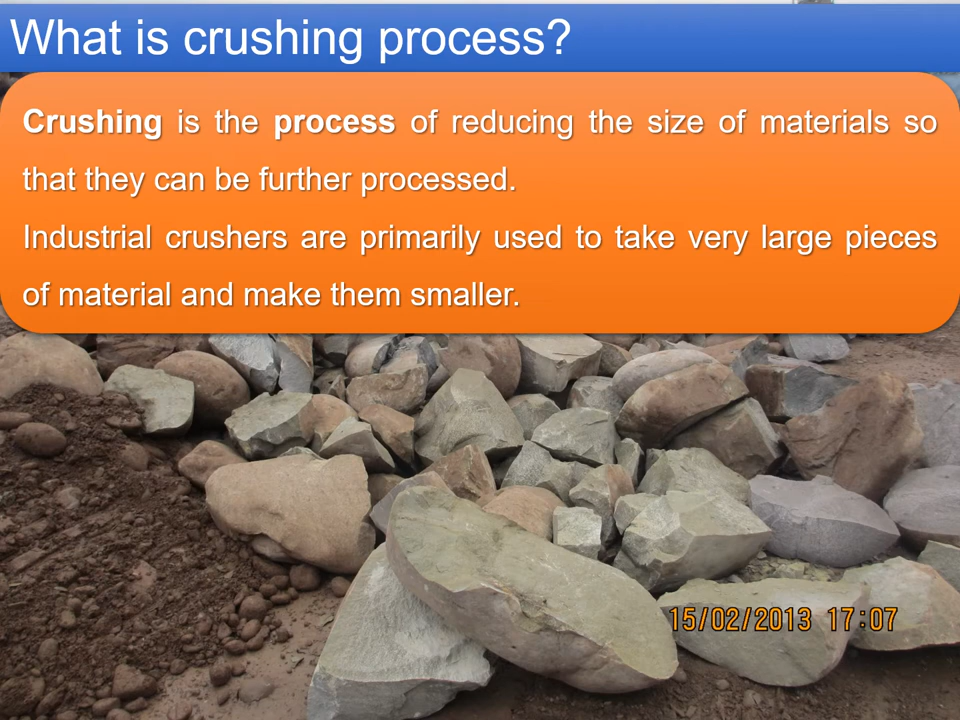 What is crushing process?
Crushing is the process of reducing the size of materials so
that they can be further processed.
Industrial crushers are primarily used to take very large pieces
of material and make them smaller.
15/02/2013 17:07